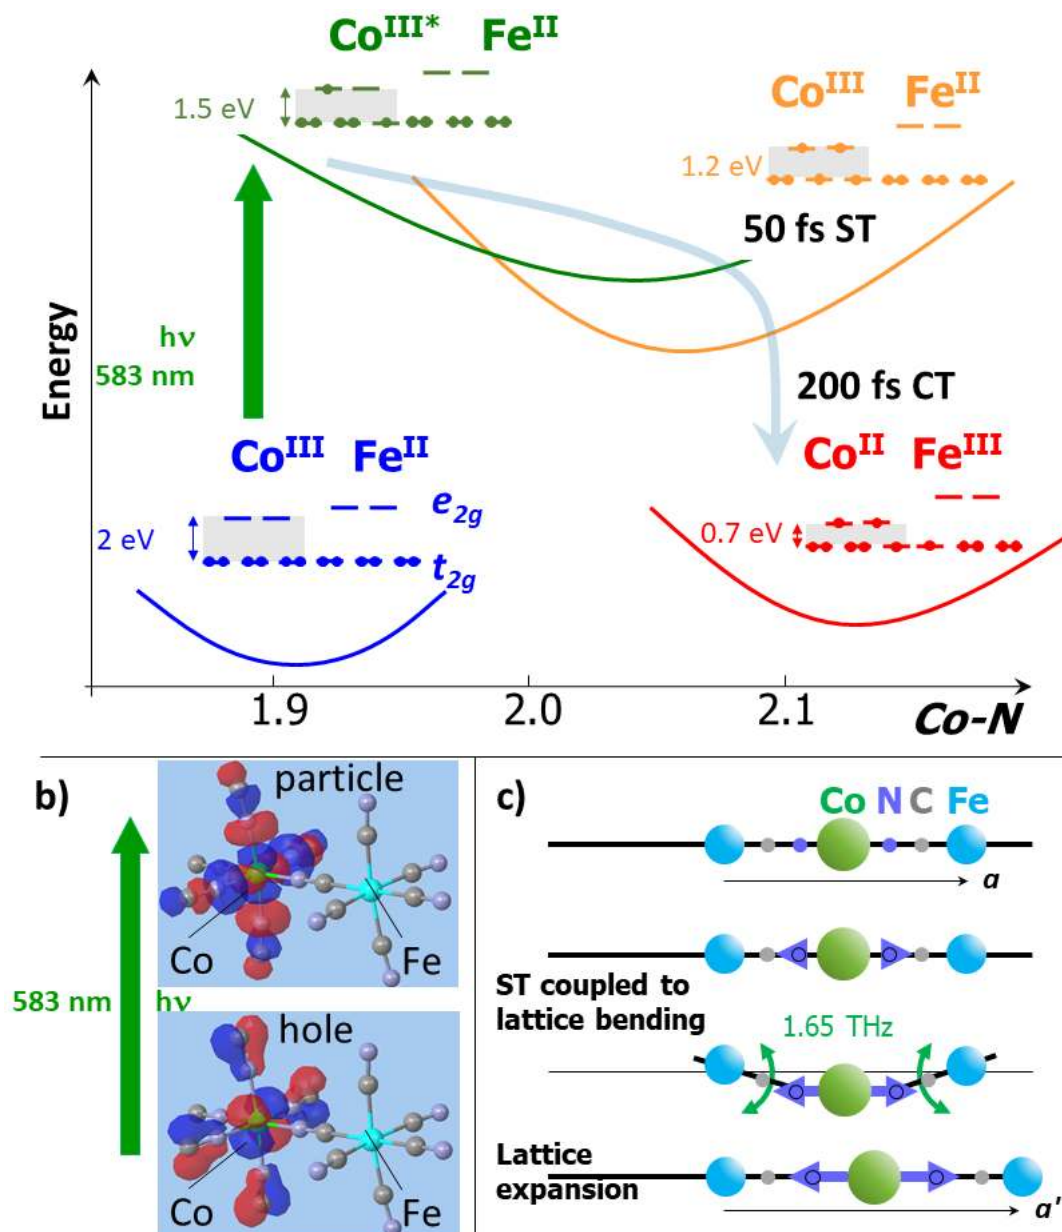 Co^III* Fe^II
1.5 eV
Co^III Fe^II
1.2 eV
50 fs ST
Energy
hν
583 nm
200 fs CT
Co^III Fe^II
e_2g
2 eV
t_2g
Co^II Fe^III
0.7 eV
1.9
2.0
2.1
Co-N
b)
particle
Co
Fe
583 nm
hν
hole
Co
Fe
c)
Co N C Fe
a
ST coupled to
lattice bending
1.65 THz
Lattice
expansion
a'